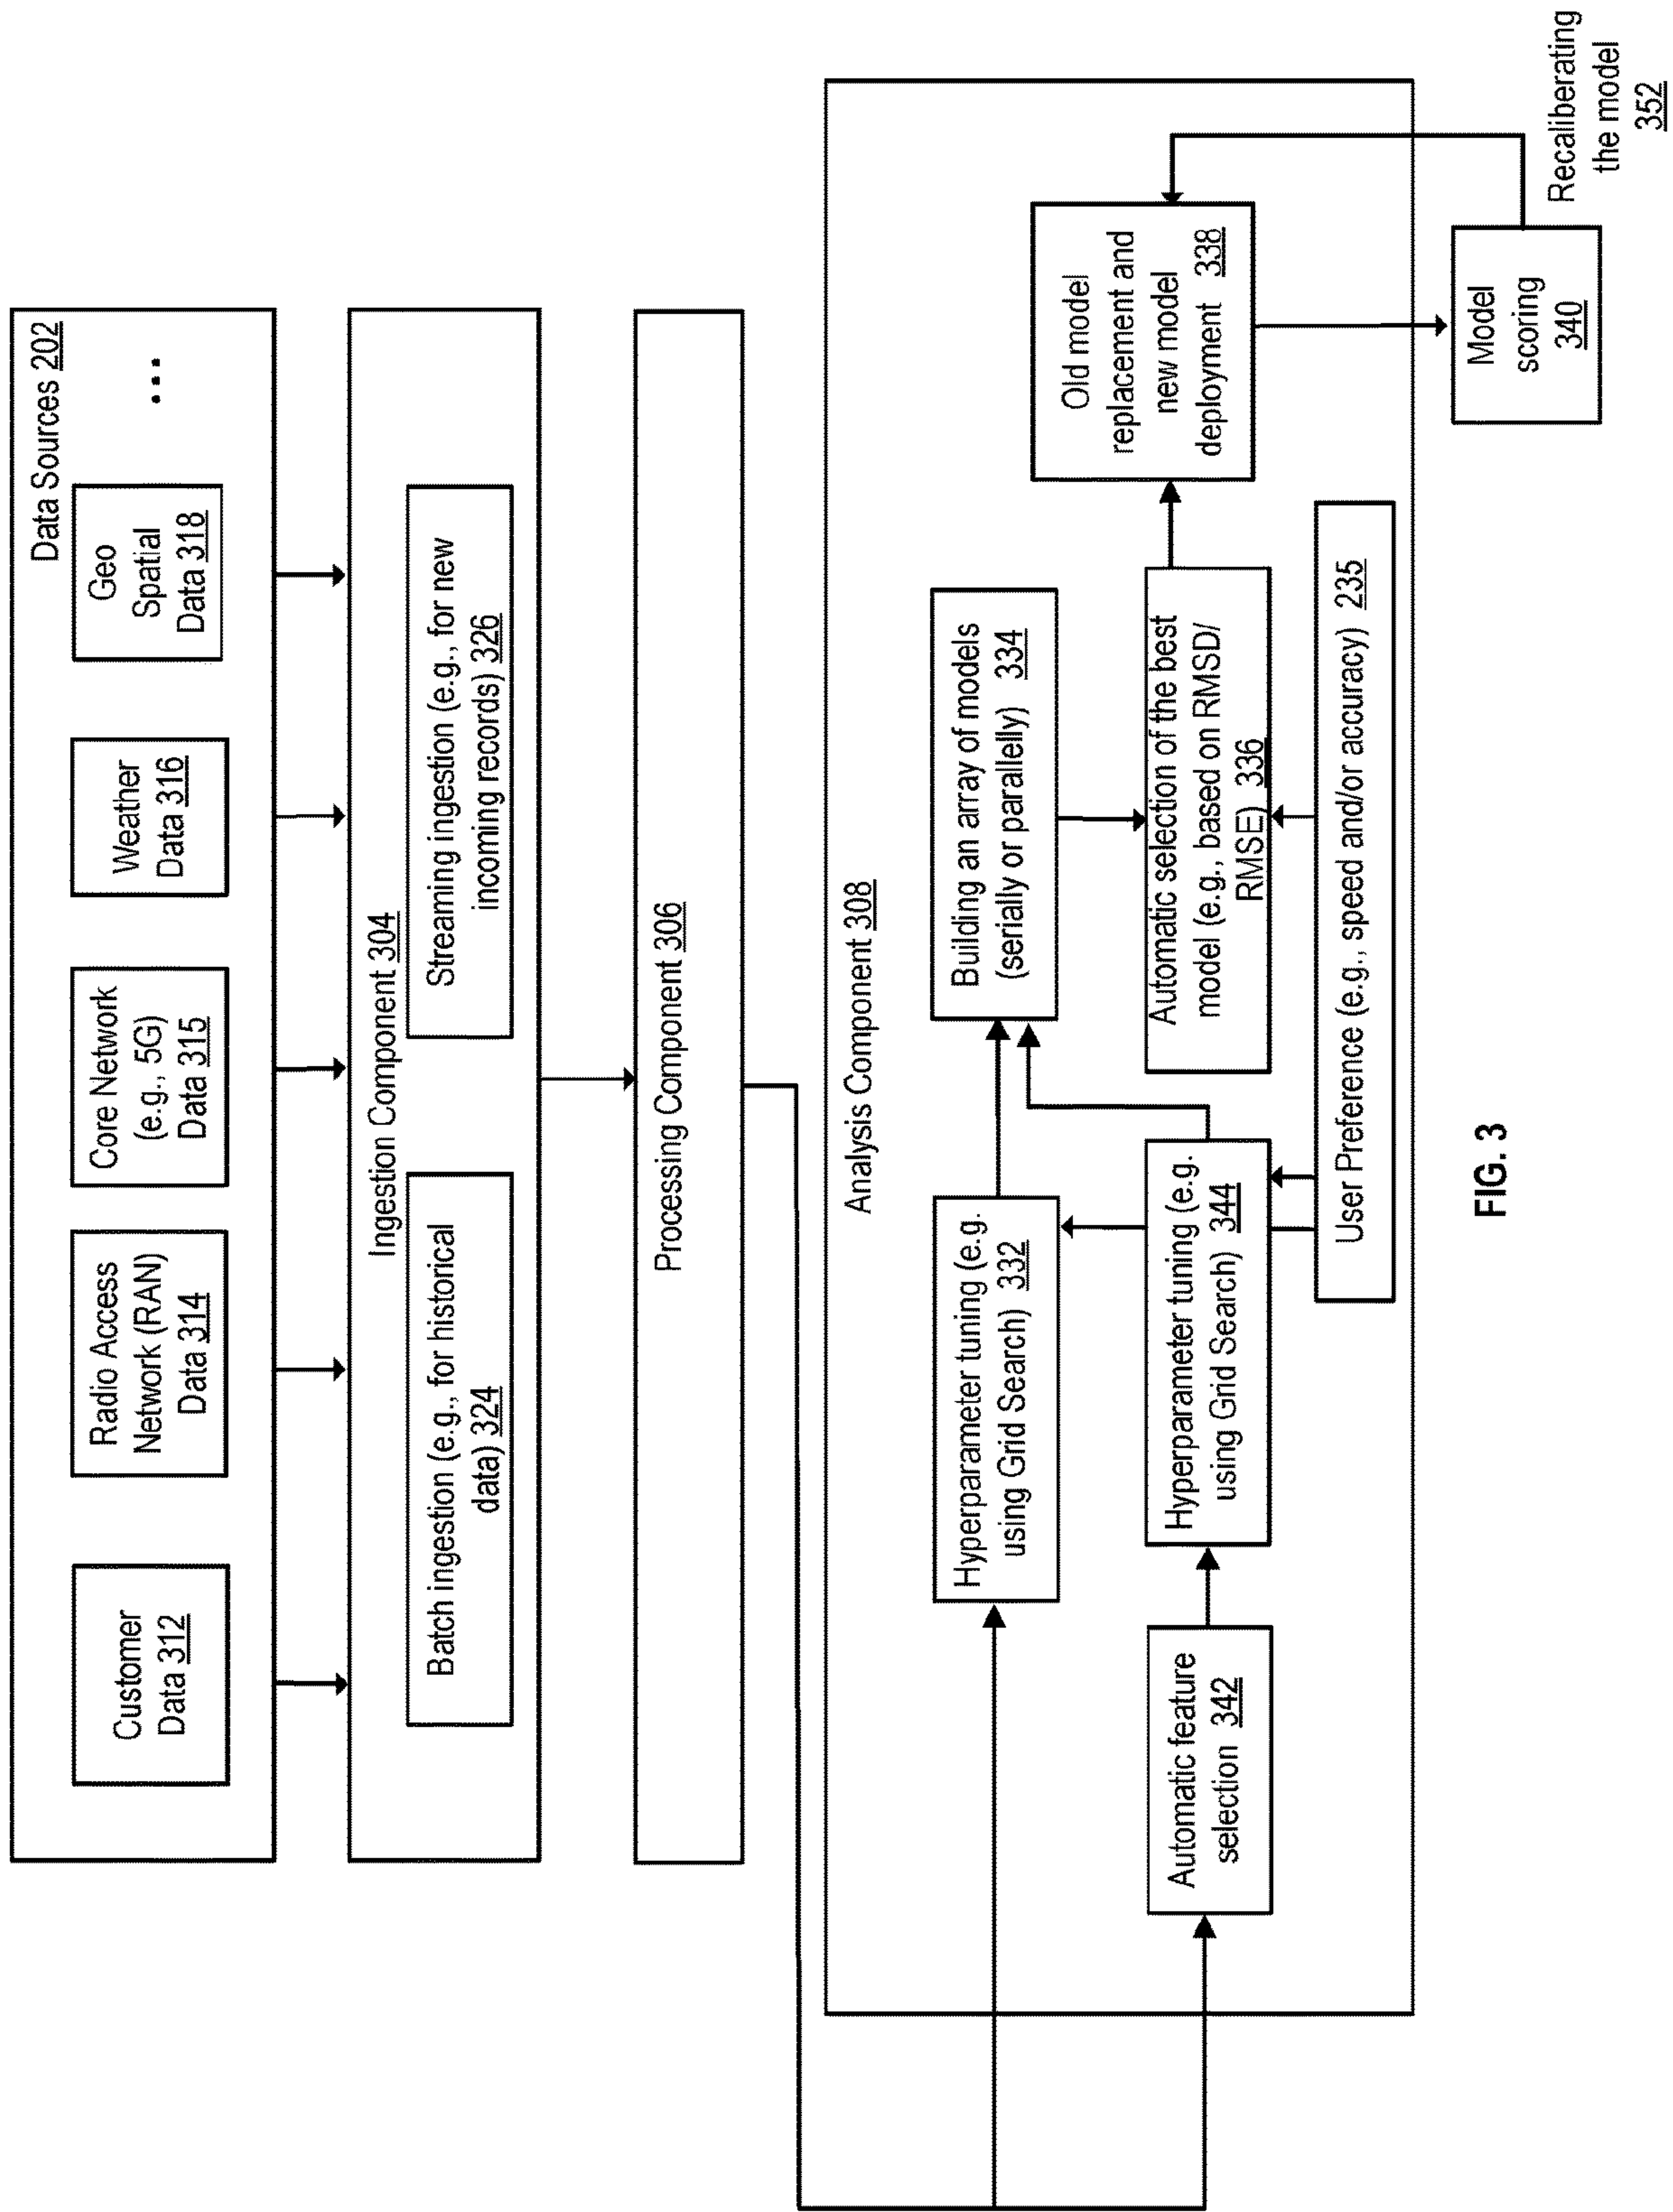 Data Sources 202
Customer
Data 312
Radio Access
Network (RAN)
Data 314
Core Network
(e.g., 5G)
Data 315
Weather
Data 316
Geo
Spatial
Data 318
...
Ingestion Component 304
Batch ingestion (e.g., for historical
data) 324
Streaming ingestion (e.g., for new
incoming records) 326
Processing Component 306
Analysis Component 308
Hyperparameter tuning (e.g.
using Grid Search) 332
Building an array of models
(serially or parallelly) 334
Automatic feature
selection 342
Hyperparameter tuning (e.g.
using Grid Search) 344
Automatic selection of the best
model (e.g., based on RMSD/
RMSE) 336
Old model
replacement and
new model
deployment 338
User Preference (e.g., speed and/or accuracy) 235
Model
scoring
340
Recaliberating
the model
352
FIG. 3